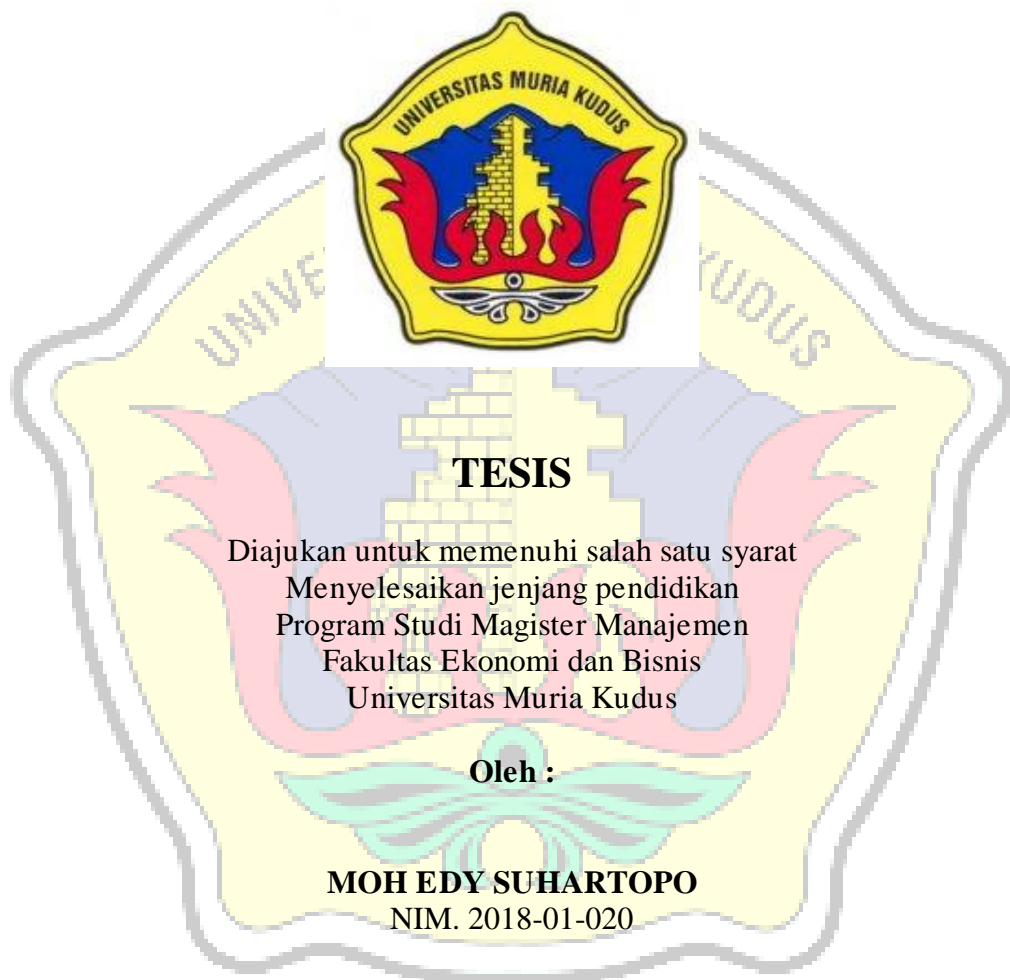 UNIVERSITAS MURIA KUDUS
TESIS
Diajukan untuk memenuhi salah satu syarat
Menyelesaikan jenjang pendidikan
Program Studi Magister Manajemen
Fakultas Ekonomi dan Bisnis
Universitas Muria Kudus
Oleh :
MOH EDY SUHARTOPO
NIM. 2018-01-020